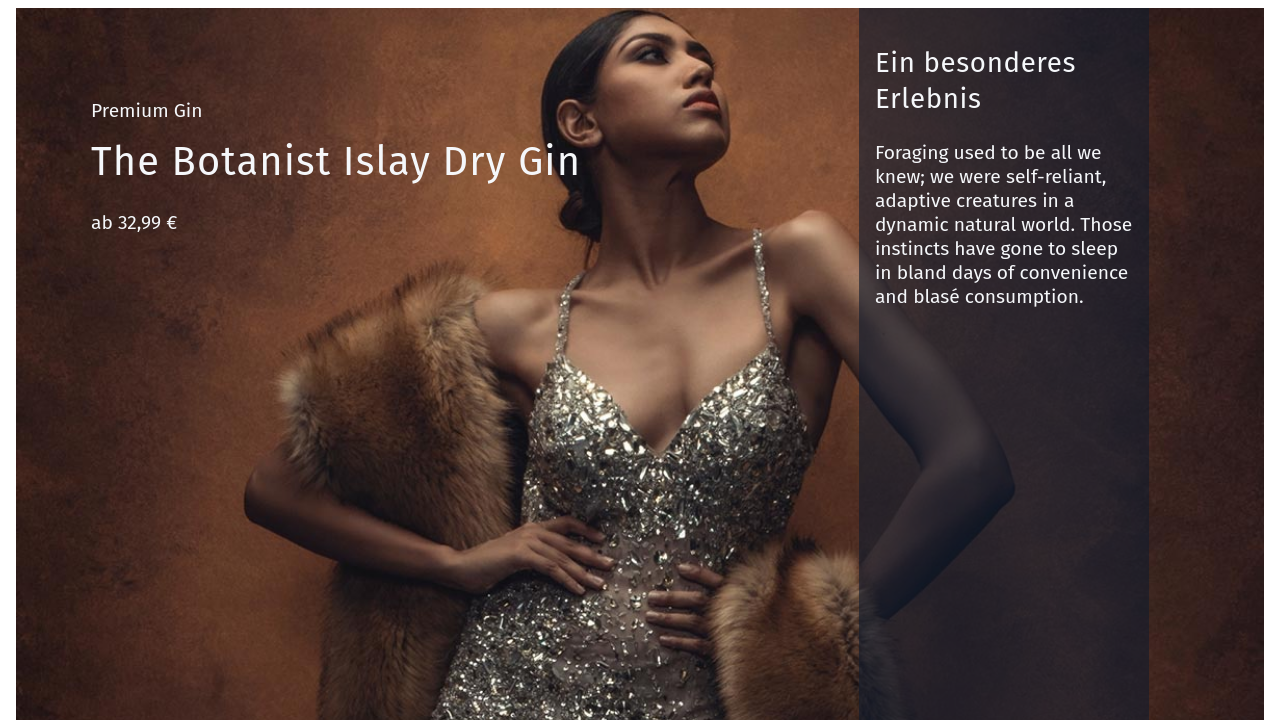 Premium Gin
The Botanist Islay Dry Gin
ab 32,99 €
Ein besonderes
Erlebnis
Foraging used to be all we
knew; we were self-reliant,
adaptive creatures in a
dynamic natural world. Those
instincts have gone to sleep
in bland days of convenience
and blasé consumption.